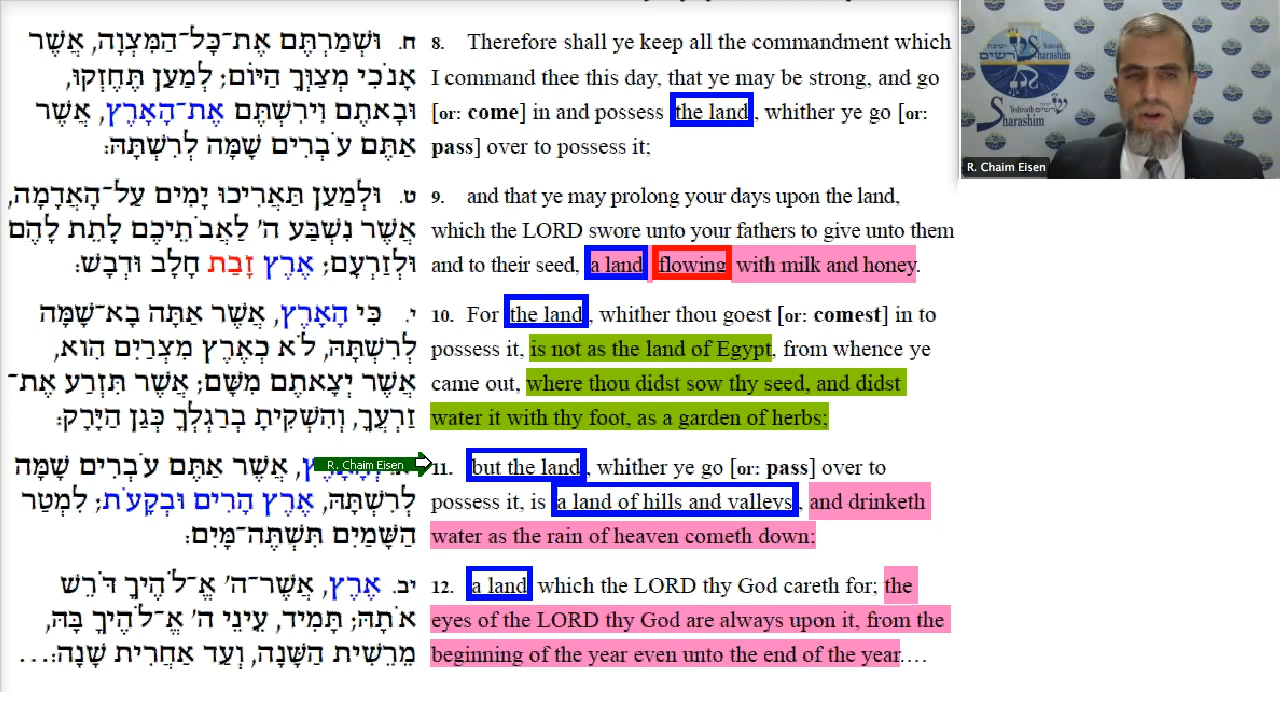 ח. וּשְׁמַרְתֶּם אֶת־כׇּל־הַמִּצְוָה, אֲשֶׁר
אָנֹכִי מְצַוְּךָ הַיּוֹם; לְמַעַן תֶּחֶזְקוּ,
וּבָאתֶם וִירִשְׁתֶּם אֶת־הָאָרֶץ, אֲשֶׁר
אַתֶּם עֹבְרִים שָׁמָּה לְרִשְׁתָּהּ:
8. Therefore shall ye keep all the commandment which
I command thee this day, that ye may be strong, and go
[or: come] in and possess the land, whither ye go [or:
pass] over to possess it;
ט. וּלְמַעַן תַּאֲרִיכוּ יָמִים עַל־הָאֲדָמָה,
אֲשֶׁר נִשְׁבַּע ה' לַאֲבֹתֵיכֶם לָתֵת לָהֶם
וּלְזַרְעָם; אֶרֶץ זָבַת חָלָב וּדְבָשׁ:
9. and that ye may prolong your days upon the land,
which the LORD swore unto your fathers to give unto them
and to their seed, a land flowing with milk and honey.
י. כִּי הָאָרֶץ, אֲשֶׁר אַתָּה בָא־שָׁמָּה
לְרִשְׁתָּהּ, לֹא כְאֶרֶץ מִצְרַיִם הִוא,
אֲשֶׁר יְצָאתֶם מִשָּׁם; אֲשֶׁר תִּזְרַע אֶת־
זַרְעֲךָ, וְהִשְׁקִיתָ בְרַגְלְךָ כְּגַן הַיָּרָק:
10. For the land, whither thou goest [or: comest] in to
possess it, is not as the land of Egypt, from whence ye
came out, where thou didst sow thy seed, and didst
water it with thy foot, as a garden of herbs;
אֲשֶׁר אַתֶּם עֹבְרִים שָׁמָּה
לְרִשְׁתָּהּ, אֶרֶץ הָרִים וּבְקָעֹת; לִמְטַר
הַשָּׁמַיִם תִּשְׁתֶּה־מָּיִם:
R. Chaim Eisen
11. but the land, whither ye go [or: pass] over to
possess it, is a land of hills and valleys, and drinketh
water as the rain of heaven cometh down;
יב. אֶרֶץ, אֲשֶׁר־ה' אֱ־לֹהֶיךָ דֹּרֵשׁ
אֹתָהּ; תָּמִיד, עֵינֵי ה' אֱ־לֹהֶיךָ בָּהּ,
מֵרֵשִׁית הַשָּׁנָה, וְעַד אַחֲרִית שָׁנָה:...
12. a land which the LORD thy God careth for; the
eyes of the LORD thy God are always upon it, from the
beginning of the year even unto the end of the year....
Yeshivath
Sharashim
ישיבת
שרשים
Yeshivath
Sharashim
R. Chaim Eisen